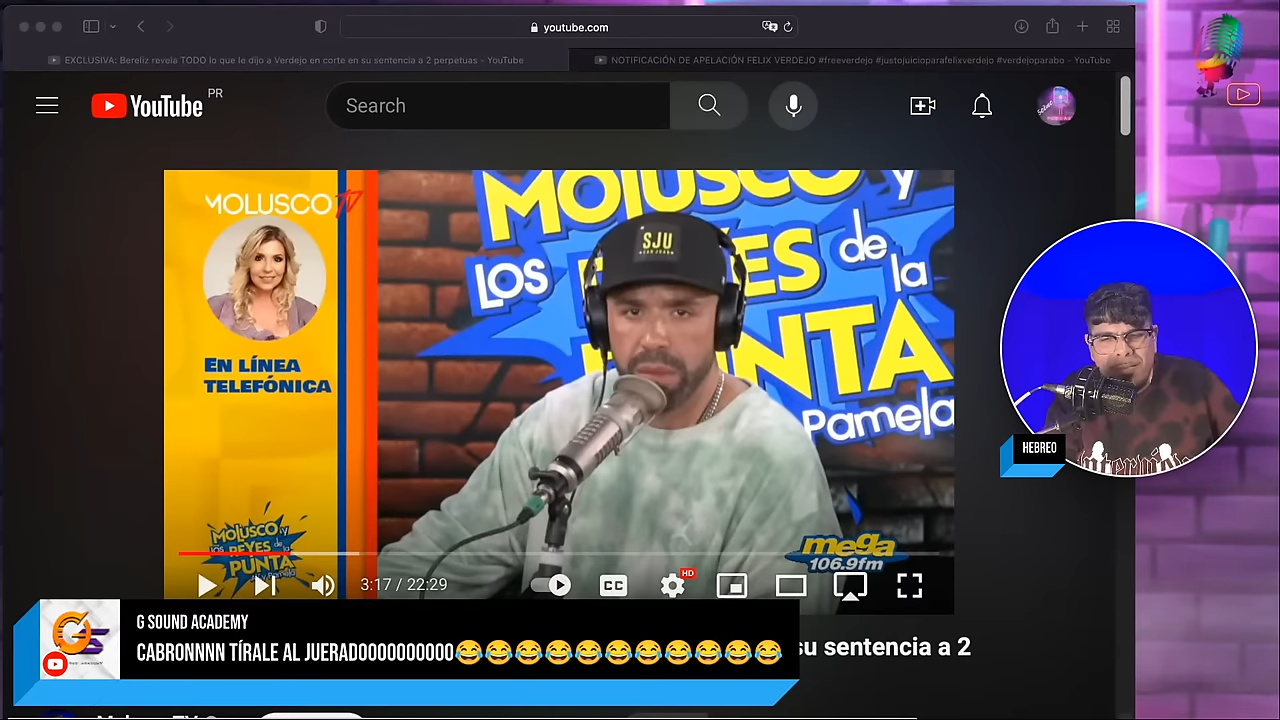 youtube.com
EXCLUSIVA: Bereliz revela TODO lo que le dijo a Verdejo en corte en su sentencia a 2 perpetuas - YouTube
NOTIFICACIÓN DE APELACIÓN FELIX VERDEJO #freeverdejo #justojuicioparafelixverdejo #verdejoparabo - YouTube
YouTube PR
Search
MOLUSCO TV
MOLUSCO Y
LOS REYES de la
PUNTA
Pamela
SJU
EN LÍNEA
TELEFÓNICA
MOLUSCO Y
LOS REYES de la
PUNTA
mega
106.9fm
3:17 / 22:29
CC
HD
HEBREO
G SOUND ACADEMY
CABRONNNN TÍRALE AL JUERADOOOOOOOOOO😂😂😂😂😂😂😂😂😂😂😂
su sentencia a 2